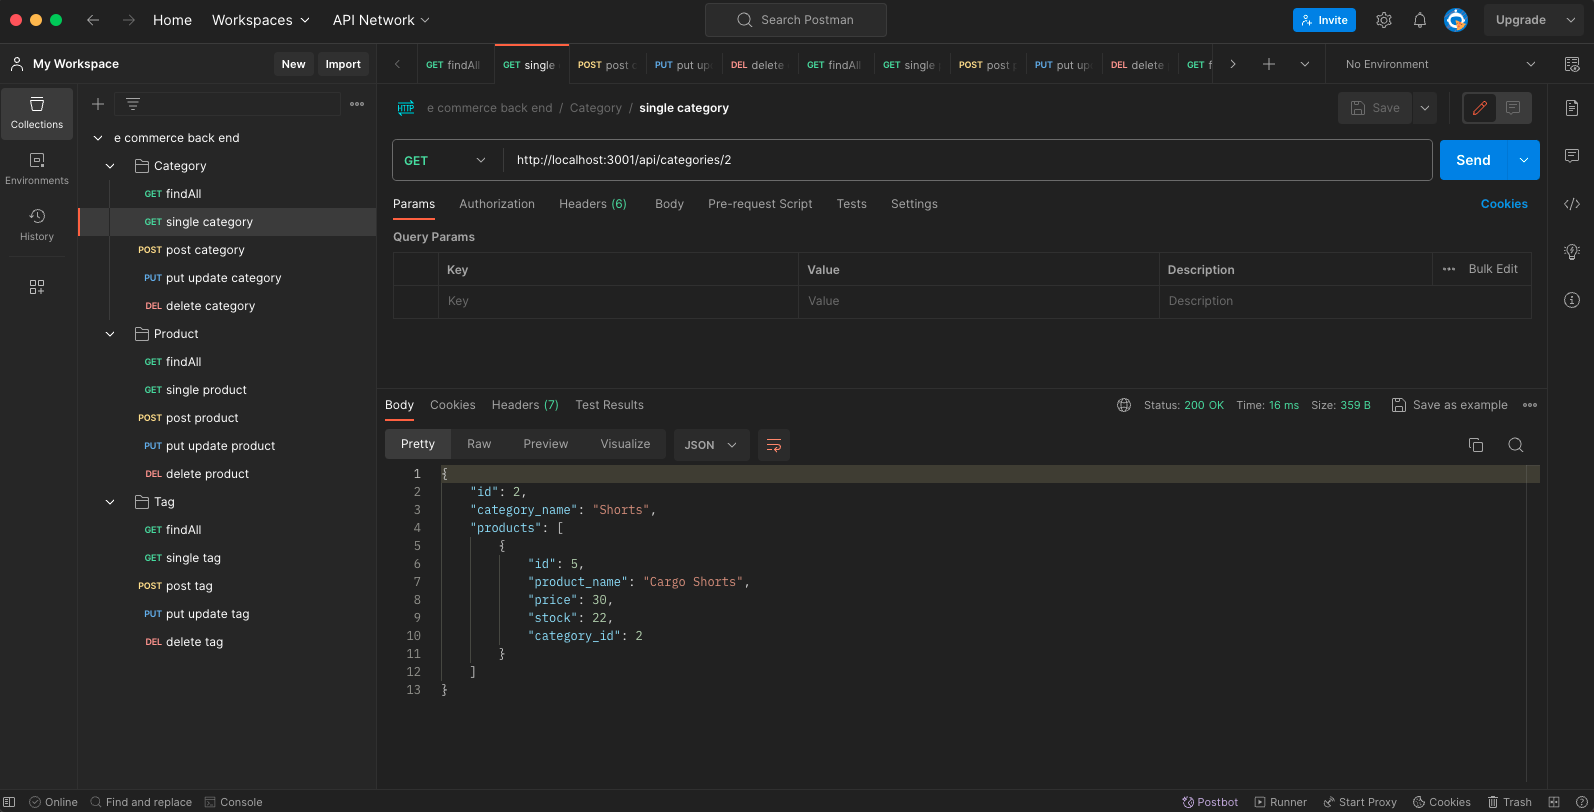 Home Workspaces API Network Search Postman Invite Upgrade
My Workspace New Import GET findAll GET single POST post c PUT put up DEL delete GET findAll GET single POST post PUT put up DEL delete GET f No Environment
Collections
Environments
History
e commerce back end
Category
GET findAll
GET single category
POST post category
PUT put update category
DEL delete category
Product
GET findAll
GET single product
POST post product
PUT put update product
DEL delete product
Tag
GET findAll
GET single tag
POST post tag
PUT put update tag
DEL delete tag
HTTP e commerce back end / Category / single category Save
GET http://localhost:3001/api/categories/2 Send
Params Authorization Headers (6) Body Pre-request Script Tests Settings Cookies
Query Params
Key Value Description Bulk Edit
Key Value Description
Body Cookies Headers (7) Test Results Status: 200 OK Time: 16 ms Size: 359 B Save as example
Pretty Raw Preview Visualize JSON
1 {
2 "id": 2,
3 "category_name": "Shorts",
4 "products": [
5 {
6 "id": 5,
7 "product_name": "Cargo Shorts",
8 "price": 30,
9 "stock": 22,
10 "category_id": 2
11 }
12 ]
13 }
Online Find and replace Console Postbot Runner Start Proxy Cookies Trash